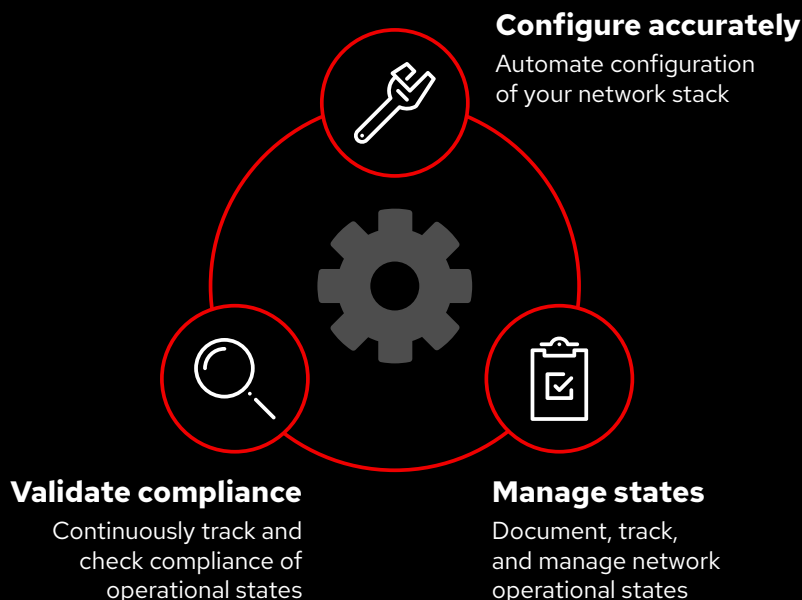 Configure accurately
Automate configuration
of your network stack
Validate compliance
Continuously track and
check compliance of
operational states
Manage states
Document, track,
and manage network
operational states